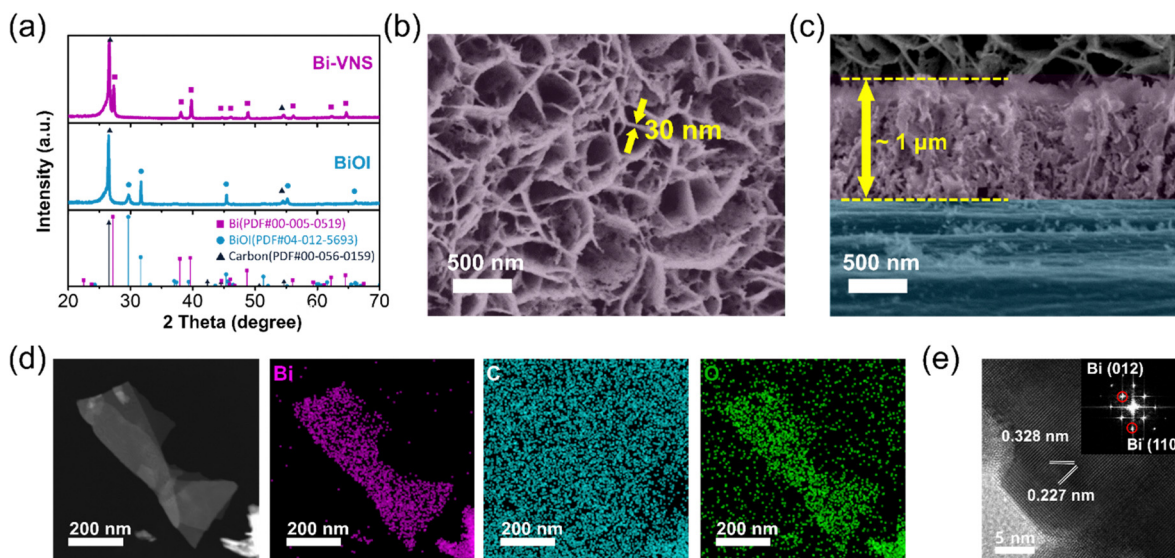 (a)
Intensity (a.u.)
Bi-VNS
BiOI
Bi(PDF#00-005-0519)
BiOI(PDF#04-012-5693)
Carbon(PDF#00-056-0159)
20 30 40 50 60 70
2 Theta (degree)
(b)
30 nm
500 nm
(c)
~ 1 μm
500 nm
(d)
200 nm
Bi
200 nm
C
200 nm
O
200 nm
(e)
Bi (012)
Bi (110
0.328 nm
0.227 nm
5 nm